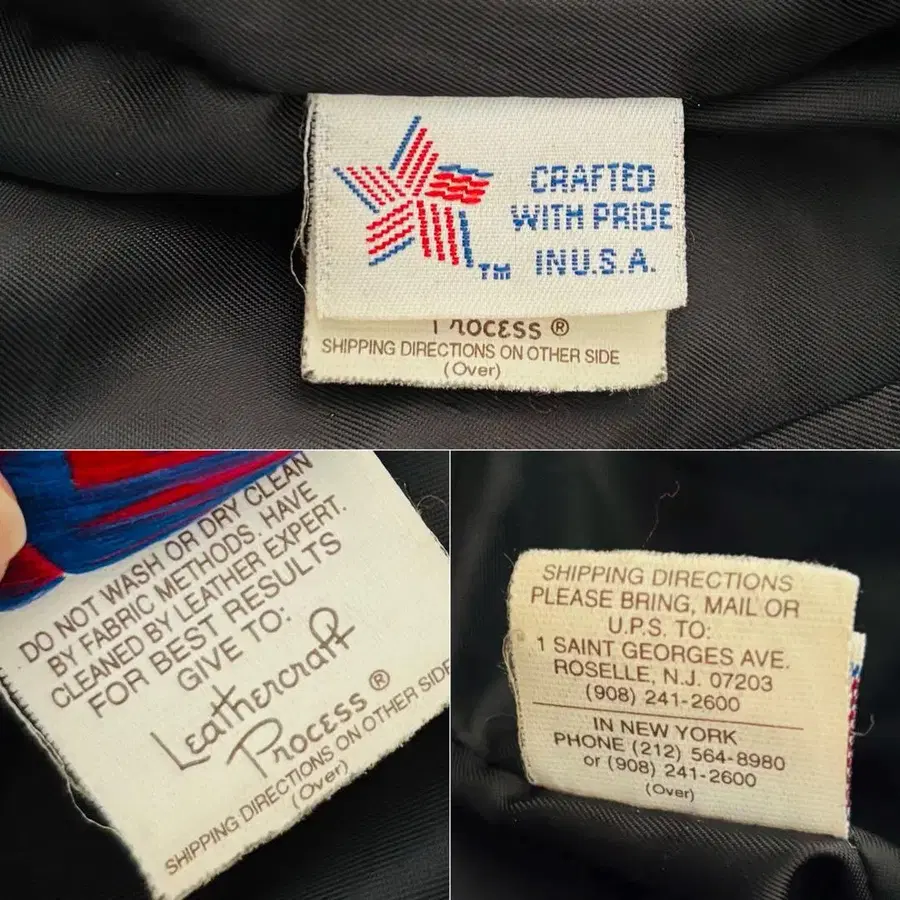 CRAFTED
WITH PRIDE
IN U.S.A.
TM
Process ®
SHIPPING DIRECTIONS ON OTHER SIDE
(Over)
DO NOT WASH OR DRY CLEAN
BY FABRIC METHODS. HAVE
CLEANED BY LEATHER EXPERT.
FOR BEST RESULTS
GIVE TO:
Leathercraft
Process ®
SHIPPING DIRECTIONS ON OTHER SIDE
(Over)
SHIPPING DIRECTIONS
PLEASE BRING, MAIL OR
U.P.S. TO:
1 SAINT GEORGES AVE.
ROSELLE, N.J. 07203
(908) 241-2600
IN NEW YORK
PHONE (212) 564-8980
or (908) 241-2600
(Over)